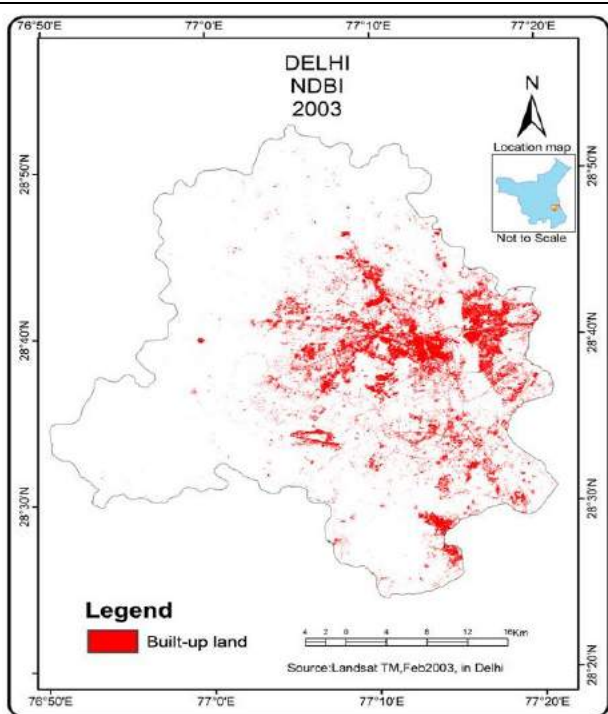 76°50'E 77°0'E 77°10'E 77°20'E
DELHI
NDBI
2003
N
Location map
Not to Scale
28°50'N 28°50'N
28°40'N 28°40'N
28°30'N 28°30'N
28°20'N
Legend
Built-up land
4 2 0 4 8 12 16Km
Source:Landsat TM,Feb2003, in Delhi
76°50'E 77°0'E 77°10'E 77°20'E